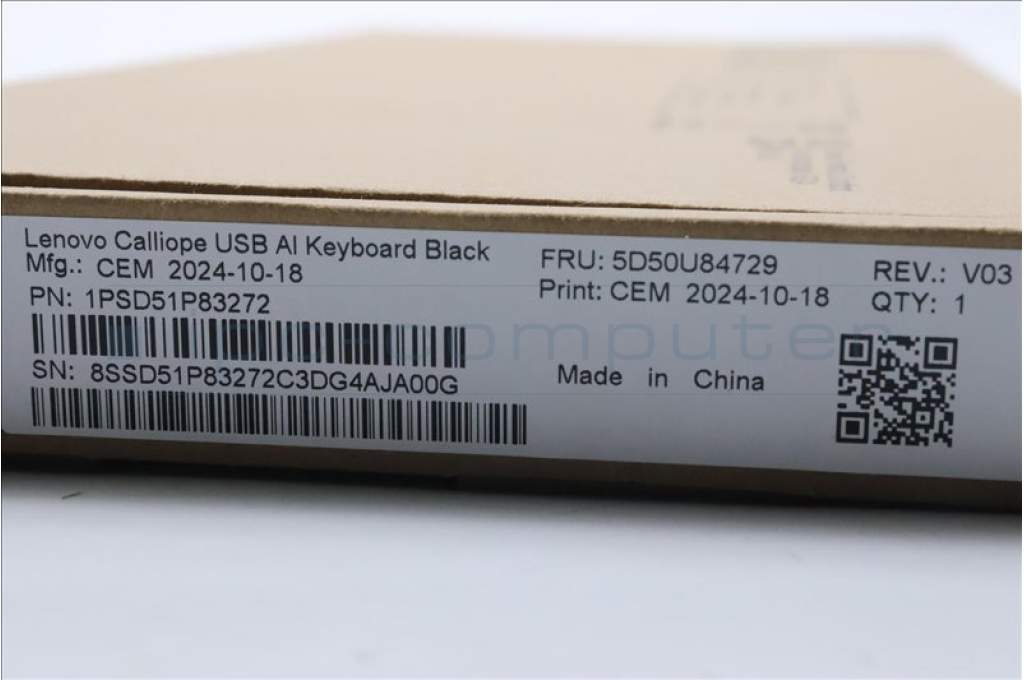 Lenovo Calliope USB AI Keyboard Black
Mfg.: CEM 2024-10-18
PN: 1PSD51P83272
SN: 8SSD51P83272C3DG4AJA00G
FRU: 5D50U84729
Print: CEM 2024-10-18
Made in China
REV.: V03
QTY: 1
computer